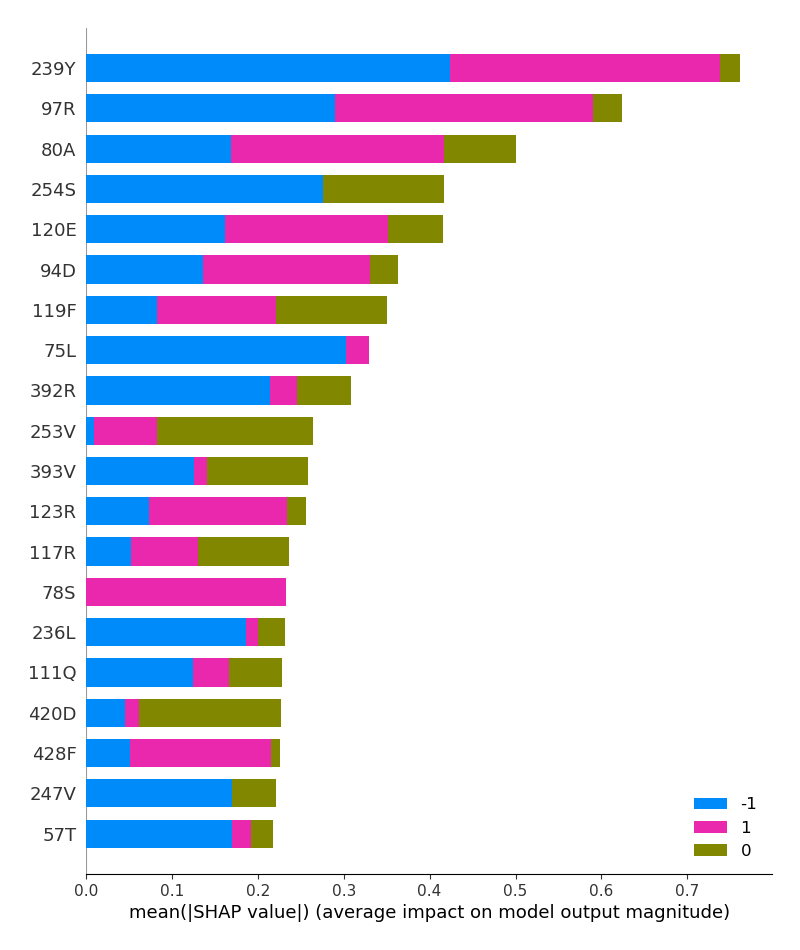 239Y
97R
80A
254S
120E
94D
119F
75L
392R
253V
393V
123R
117R
78S
236L
111Q
420D
428F
247V
57T
-1
1
0
0.0 0.1 0.2 0.3 0.4 0.5 0.6 0.7
mean(|SHAP value|) (average impact on model output magnitude)